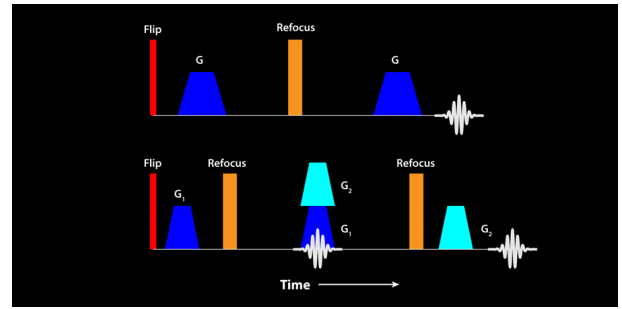 Flip
G
Refocus
G
Flip
G₁
Refocus
G₂
G₁
Refocus
G₂
Time